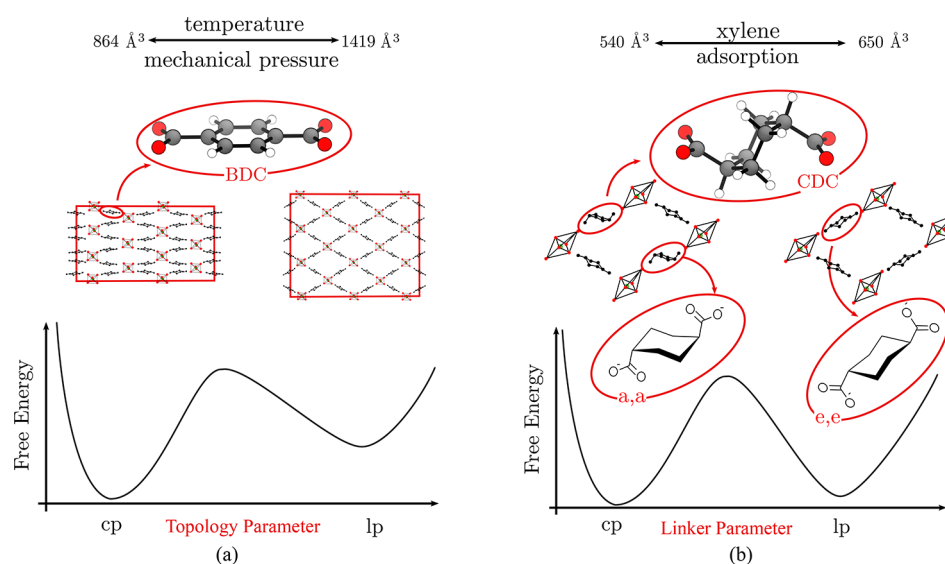 864 Å³
temperature
mechanical pressure
1419 Å³
BDC
Free Energy
cp
Topology Parameter
lp
(a)
540 Å³
xylene
adsorption
650 Å³
CDC
O⁻
O
O⁻
O
a,a
O⁻
O
O
O⁻
e,e
Free Energy
cp
Linker Parameter
lp
(b)